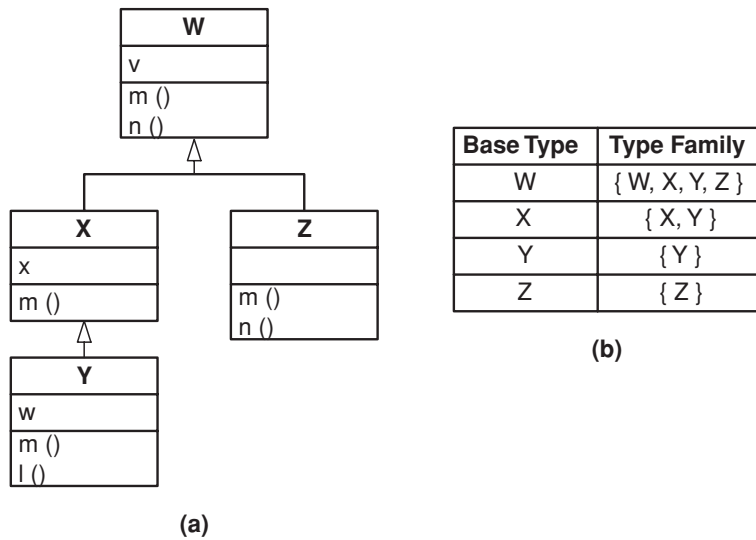 W
v
m ()
n ()
X
x
m ()
Z
m ()
n ()
Y
w
m ()
l ()
(a)
Base Type Type Family
W { W, X, Y, Z }
X { X, Y }
Y { Y }
Z { Z }
(b)